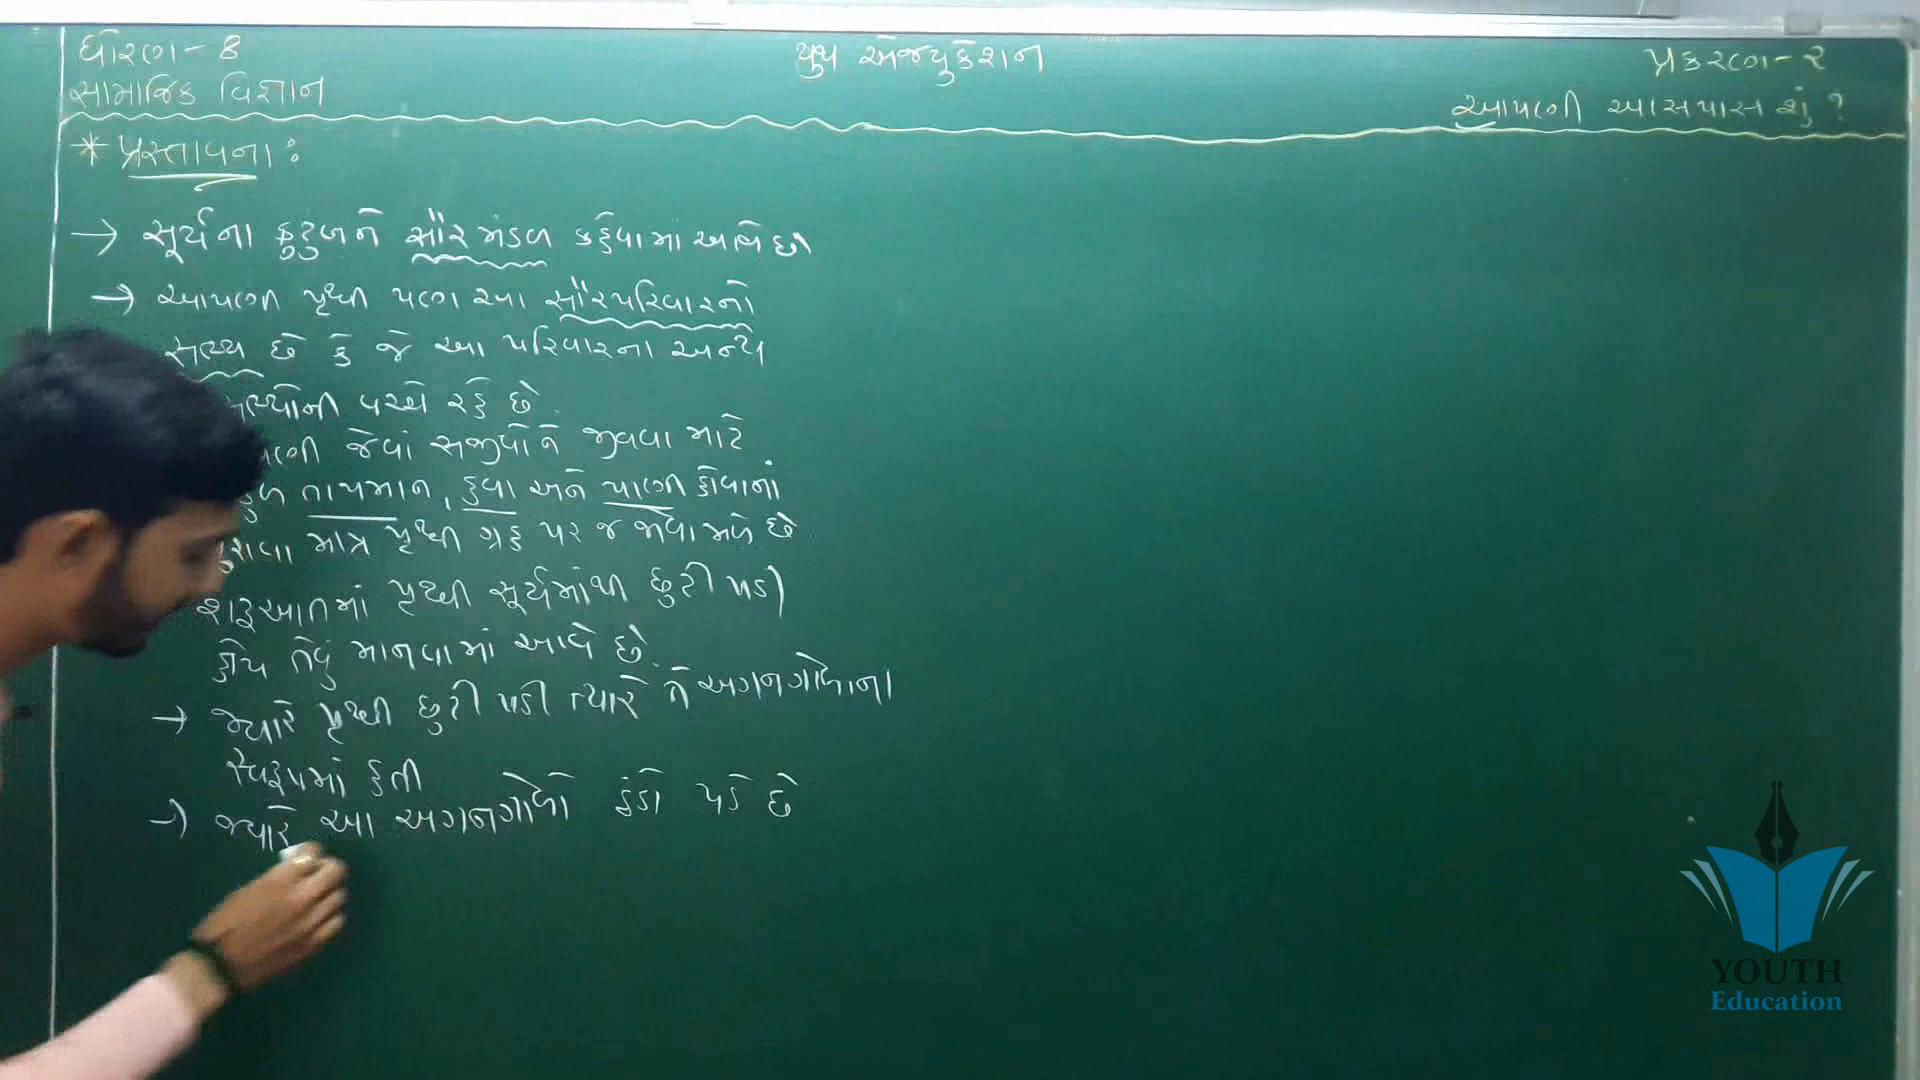 ધોરણ - 8
સામાજિક વિજ્ઞાન
યુથ એજ્યુકેશન
પ્રકરણ - ૨
આપણી આસપાસ શું ?
* પ્રસ્તાવના :
→ સૂર્યના કુટુંબને સૌરમંડળ કહેવામાં આવે છે
→ આપણી પૃથ્વી પણ આ સૌરપરિવારનો
સભ્ય છે કે જે આ પરિવારના અન્ય
સભ્યોની વચ્ચે રહે છે.
જેવાં સજીવોને જીવવા માટે
તાપમાન, હવા અને પાણી હોવાનાં
માત્ર પૃથ્વી ગ્રહ પર જ જોવા મળે છે
શરૂઆતમાં પૃથ્વી સૂર્યમાંથી છુટી પડી
હોય તેવું માનવામાં આવે છે.
→ જ્યારે પૃથ્વી છુટી પડી ત્યારે તે અગનગોળાના
સ્વરૂપમાં હતી
→ જ્યારે આ અગનગોળો ઠંડો પડે છે
YOUTH
Education